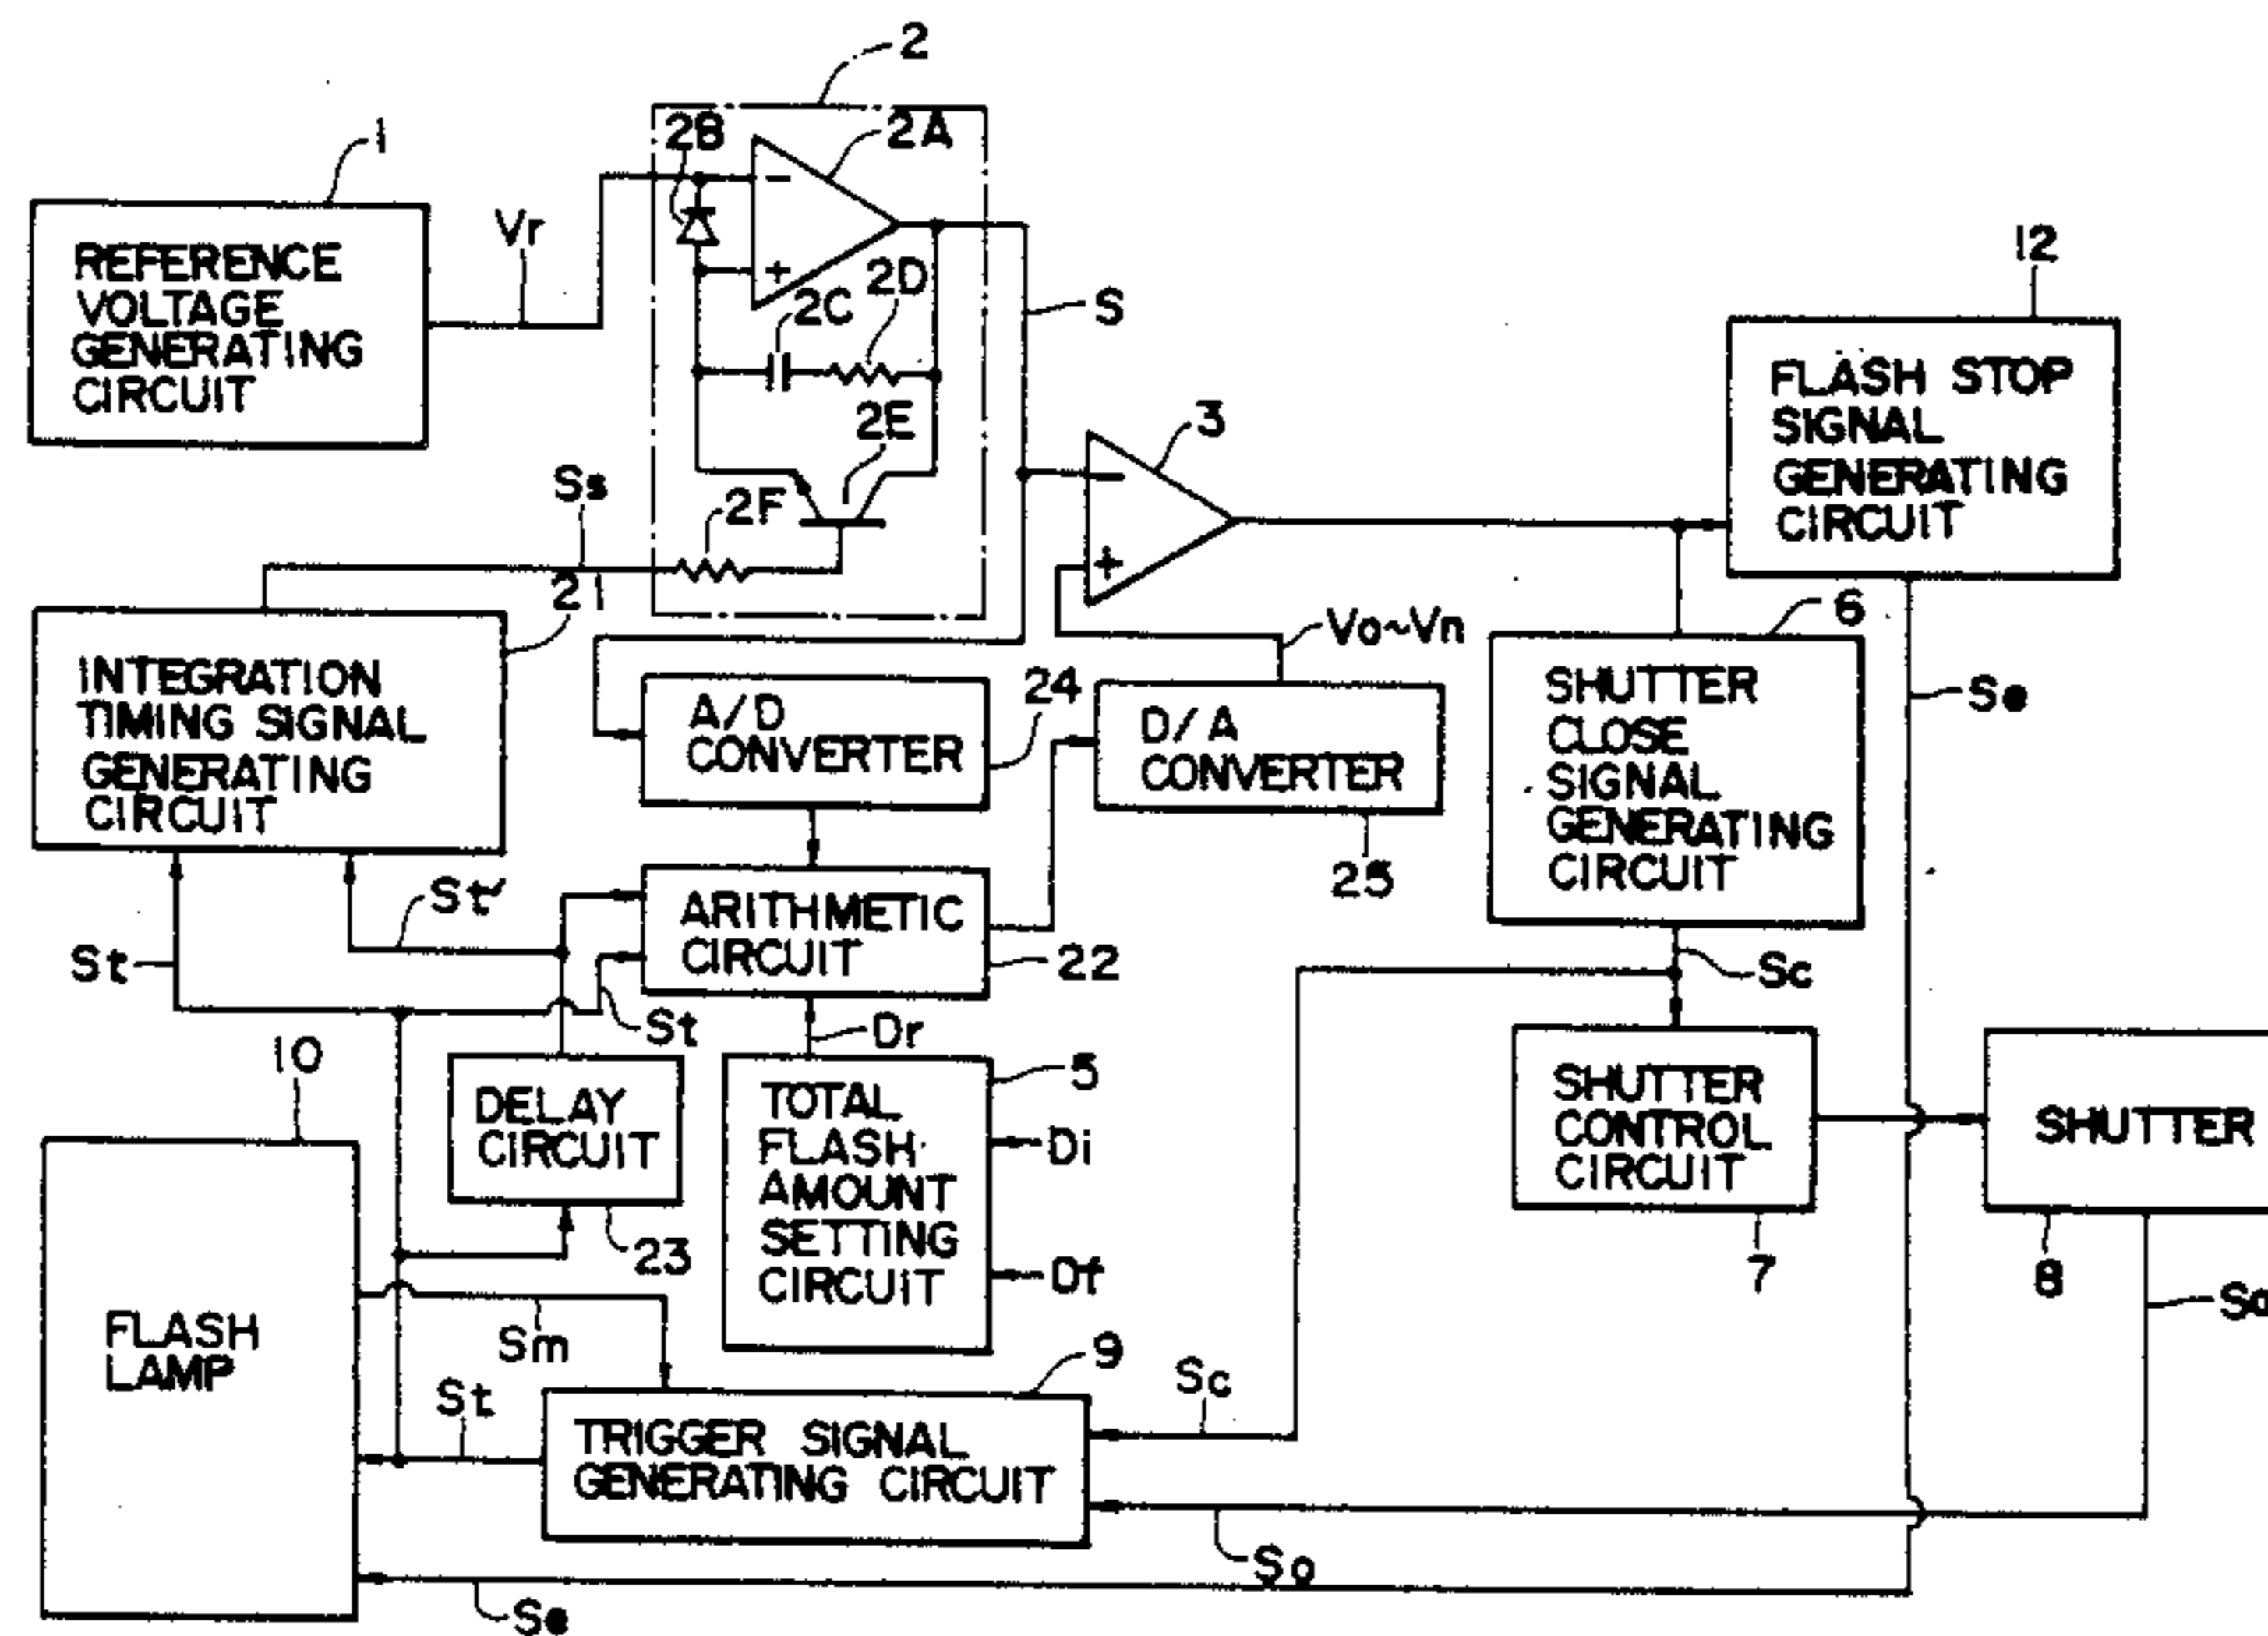 2
1
2B
2A
Vr
REFERENCE
VOLTAGE
GENERATING
CIRCUIT
2C
2D
S
12
FLASH STOP
SIGNAL
GENERATING
CIRCUIT
2E
3
Ss
2F
21
INTEGRATION
TIMING SIGNAL
GENERATING
CIRCUIT
A/D
CONVERTER
24
Vo~Vn
D/A
CONVERTER
25
6
SHUTTER
CLOSE
SIGNAL
GENERATING
CIRCUIT
Se
St'
St
ARITHMETIC
CIRCUIT
22
Sc
St
Dr
10
DELAY
CIRCUIT
23
TOTAL
FLASH
AMOUNT
SETTING
CIRCUIT
5
Di
Df
SHUTTER
CONTROL
CIRCUIT
7
SHUTTER
8
FLASH
LAMP
Sm
St
9
TRIGGER SIGNAL
GENERATING CIRCUIT
Sc
So
Se